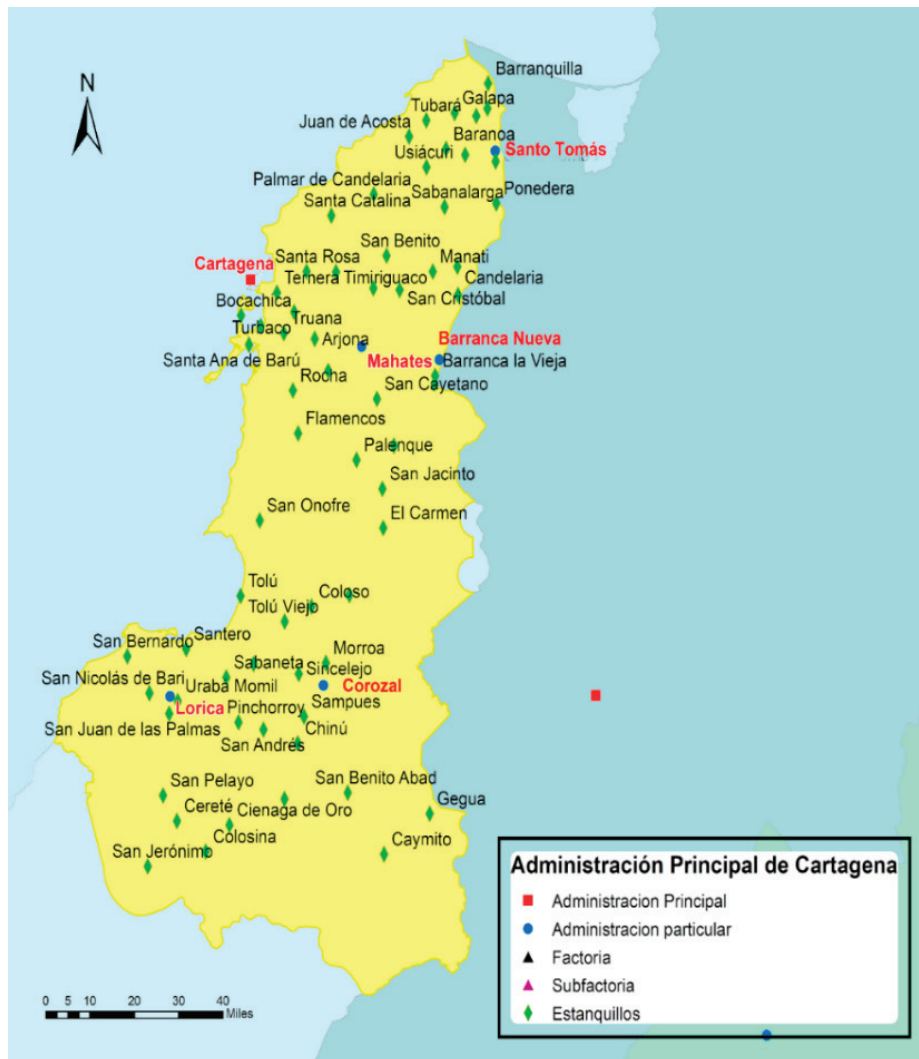 N
Barranquilla
Tubará
Galapa
Juan de Acosta
Baranoa
Usiácuri
Santo Tomás
Palmar de Candelaria
Sabanalarga
Ponedera
Santa Catalina
San Benito
Santa Rosa
Manati
Cartagena
Ternera
Timiriguaco
Candelaria
San Cristóbal
Bocachica
Truana
Turbaco
Arjona
Barranca Nueva
Santa Ana de Barú
Mahates
Barranca la Vieja
Rocha
San Cayetano
Flamencos
Palenque
San Jacinto
San Onofre
El Carmen
Tolú
Coloso
Tolú Viejo
San Bernardo
Santero
Morroa
Sabaneta
Sincelejo
San Nicolás de Bari
Urabá
Momil
Corozal
Lorica
Pinchorroy
Sampues
San Juan de las Palmas
Chinú
San Andrés
San Pelayo
San Benito Abad
Gegua
Cereté
Cienaga de Oro
Colosina
Caymito
San Jerónimo
Administración Principal de Cartagena
Administracion Principal
Administracion particular
Factoria
Subfactoria
Estanquillos
0 5 10 20 30 40
Miles